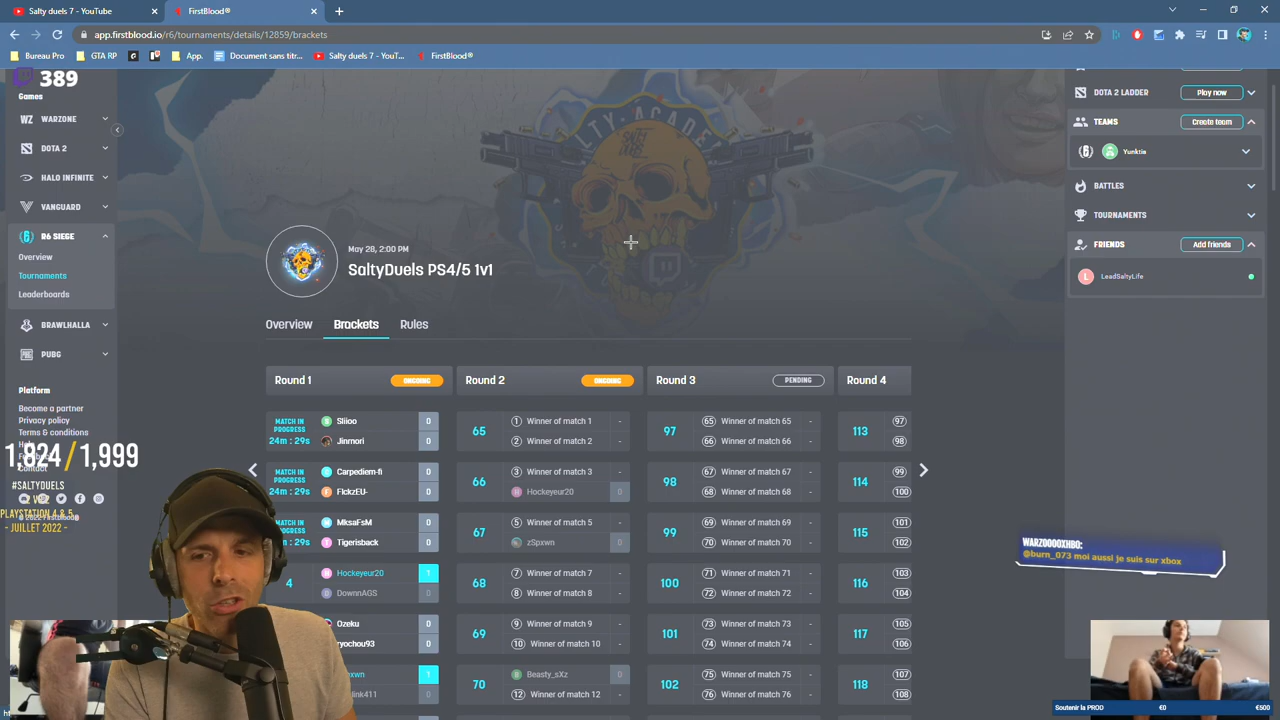 Salty duels 7 - YouTube
FirstBlood®
app.firstblood.io/r6/tournaments/details/12859/brackets
Bureau Pro
GTA RP
App.
Document sans titr...
Salty duels 7 - YouT...
FirstBlood®
389
Games
WARZONE
DOTA 2
HALO INFINITE
VANGUARD
R6 SIEGE
Overview
Tournaments
Leaderboards
BRAWLHALLA
PUBG
Platform
Become a partner
Privacy policy
Terms & conditions
1,824/1,999
#SALTYDUELS
PLAYSTATION 4 & 5
- JUILLET 2022 -
May 28, 2:00 PM
SaltyDuels PS4/5 1v1
Overview
Brackets
Rules
Round 1
ONGOING
Round 2
ONGOING
Round 3
PENDING
Round 4
MATCH IN PROGRESS
24m : 29s
Sliioo 0
Jinmori 0
MATCH IN PROGRESS
24m : 29s
Carpediem-fi 0
FlckzEU- 0
MATCH IN PROGRESS
29s
MksaFsM 0
Tigerisback 0
4
Hockeyeur20 1
DownnAGS 0
Ozeku 0
ryochou93 0
xwn 1
link411 0
65
1 Winner of match 1 -
2 Winner of match 2 -
66
3 Winner of match 3 -
Hockeyeur20 0
67
5 Winner of match 5 -
zSpxwn 0
68
7 Winner of match 7 -
8 Winner of match 8 -
69
9 Winner of match 9 -
10 Winner of match 10 -
70
Beasty_sXz 0
12 Winner of match 12 -
97
65 Winner of match 65 -
66 Winner of match 66 -
98
67 Winner of match 67 -
68 Winner of match 68 -
99
69 Winner of match 69 -
70 Winner of match 70 -
100
71 Winner of match 71 -
72 Winner of match 72 -
101
73 Winner of match 73 -
74 Winner of match 74 -
102
75 Winner of match 75 -
76 Winner of match 76 -
113
97
98
114
99
100
115
101
102
116
103
104
117
105
106
118
107
108
DOTA 2 LADDER
Play now
TEAMS
Create team
Yunktis
BATTLES
TOURNAMENTS
FRIENDS
Add friends
LeadSaltyLife
WARZOOOOXHBO:
@burn_073 moi aussi je suis sur xbox
Soutenir la PROD
€0
€500